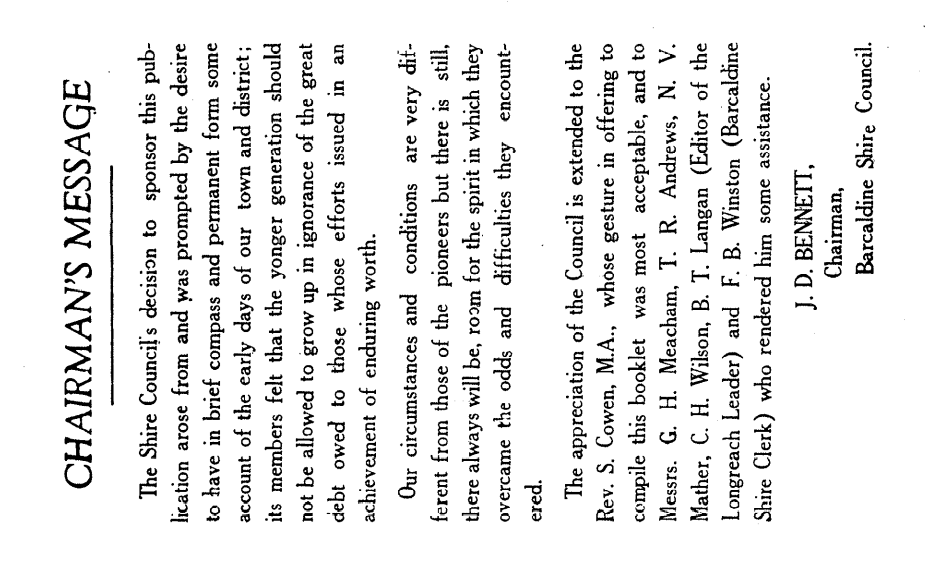 CHAIRMAN'S MESSAGE
The Shire Council's decision to sponsor this pub-
lication arose from and was prompted by the desire
to have in brief compass and permanent form some
account of the early days of our town and district;
its members felt that the yonger generation should
not be allowed to grow up in ignorance of the great
debt owed to those whose efforts issued in an
achievement of enduring worth.
Our circumstances and conditions are very dif-
ferent from those of the pioneers but there is still,
there always will be, room for the spirit in which they
overcame the odds and difficulties they encount-
ered.
The appreciation of the Council is extended to the
Rev. S. Cowen, M.A., whose gesture in offering to
compile this booklet was most acceptable, and to
Messrs. G. H. Meacham, T. R. Andrews, N. V.
Mather, C. H. Wilson, B. T. Langan (Editor of the
Longreach Leader) and F. B. Winston (Barcaldine
Shire Clerk) who rendered him some assistance.
J. D. BENNETT,
Chairman,
Barcaldine Shire Council.